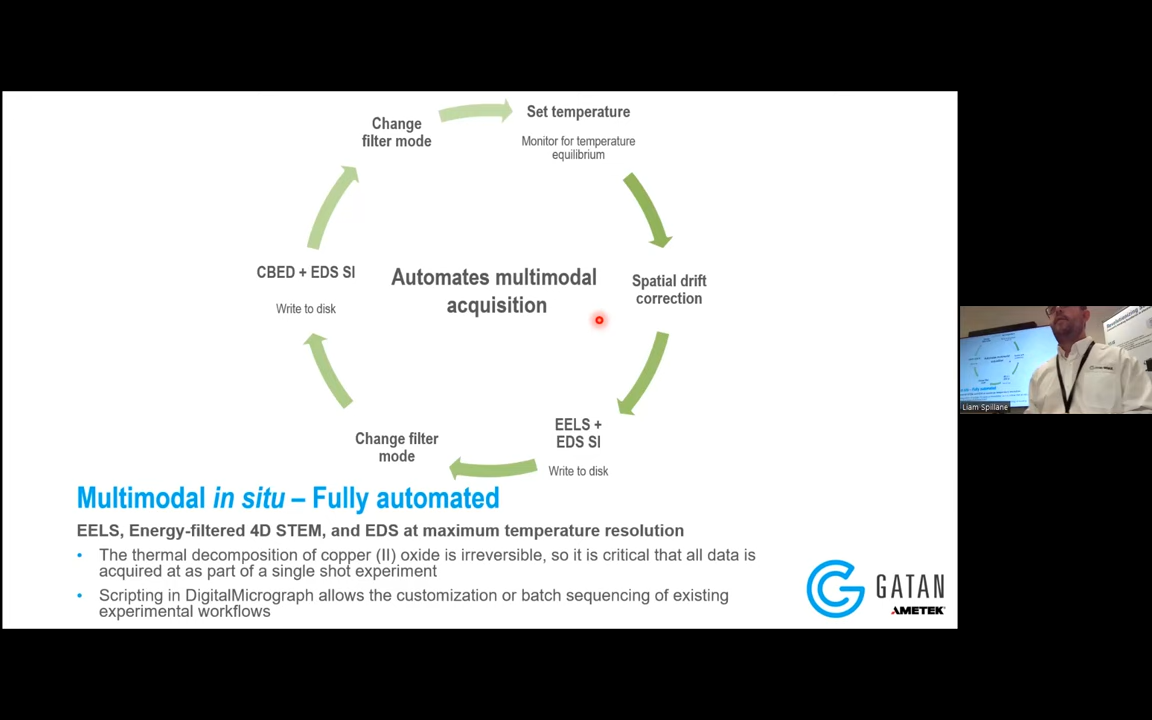 Change
filter mode
Set temperature
Monitor for temperature
equilibrium
CBED + EDS SI
Write to disk
Automates multimodal
acquisition
Spatial drift
correction
EELS +
EDS SI
Write to disk
Change filter
mode
Multimodal in situ – Fully automated
EELS, Energy-filtered 4D STEM, and EDS at maximum temperature resolution
• The thermal decomposition of copper (II) oxide is irreversible, so it is critical that all data is
acquired at as part of a single shot experiment
• Scripting in DigitalMicrograph allows the customization or batch sequencing of existing
experimental workflows
GATAN
AMETEK
Liam Spillane